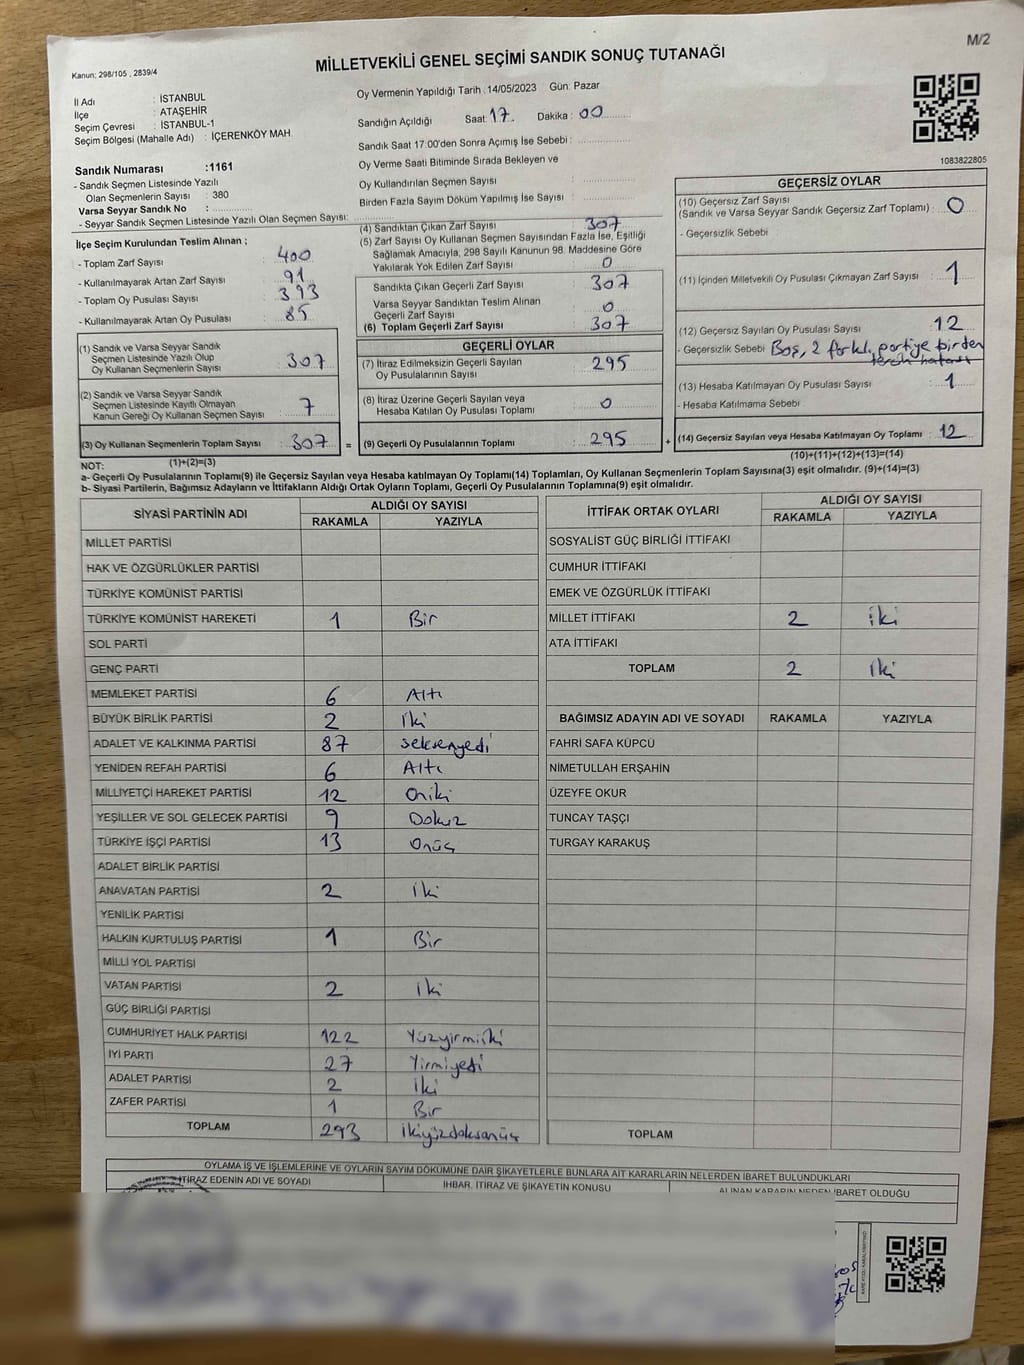 M/2
Kanun; 298/105 , 2839/4
MİLLETVEKİLİ GENEL SEÇİMİ SANDIK SONUÇ TUTANAĞI
İl Adı : İSTANBUL
İlçe : ATAŞEHİR
Seçim Çevresi : İSTANBUL-1
Seçim Bölgesi (Mahalle Adı) : İÇERENKÖY MAH.
Sandık Numarası :1161
- Sandık Seçmen Listesinde Yazılı
Olan Seçmenlerin Sayısı : 380
Varsa Seyyar Sandık No :
- Seyyar Sandık Seçmen Listesinde Yazılı Olan Seçmen Sayısı:
Oy Vermenin Yapıldığı Tarih : 14/05/2023 Gün: Pazar
Sandığın Açıldığı Saat: 17. Dakika : 00
Sandık Saat 17:00'den Sonra Açımış İse Sebebi :
Oy Verme Saati Bitiminde Sırada Bekleyen ve
Oy Kullandırılan Seçmen Sayısı :
Birden Fazla Sayım Döküm Yapılmış İse Sayısı :
1083822805
İlçe Seçim Kurulundan Teslim Alınan ;
- Toplam Zarf Sayısı : 400
- Kullanılmayarak Artan Zarf Sayısı : 91
- Toplam Oy Pusulası Sayısı : 393
- Kullanılmayarak Artan Oy Pusulası : 85
(1) Sandık ve Varsa Seyyar Sandık
Seçmen Listesinde Yazılı Olup
Oy Kullanan Seçmenlerin Sayısı : 307
(2) Sandık ve Varsa Seyyar Sandık
Seçmen Listesinde Kayıtlı Olmayan
Kanun Gereği Oy Kullanan Seçmen Sayısı : 7
(3) Oy Kullanan Seçmenlerin Toplam Sayısı : 307 =
(1)+(2)=(3)
(4) Sandıktan Çıkan Zarf Sayısı : 307
(5) Zarf Sayısı Oy Kullanan Seçmen Sayısından Fazla İse, Eşitliği
Sağlamak Amacıyla, 298 Sayılı Kanunun 98. Maddesine Göre
Yakılarak Yok Edilen Zarf Sayısı : 0
Sandıkta Çıkan Geçerli Zarf Sayısı : 307
Varsa Seyyar Sandıktan Teslim Alınan
Geçerli Zarf Sayısı : 0
(6) Toplam Geçerli Zarf Sayısı : 307
GEÇERLİ OYLAR
(7) İtiraz Edilmeksizin Geçerli Sayılan
Oy Pusulalarının Sayısı : 295
(8) İtiraz Üzerine Geçerli Sayılan veya
Hesaba Katılan Oy Pusulası Toplamı : 0
(9) Geçerli Oy Pusulalarının Toplamı : 295 +
GEÇERSİZ OYLAR
(10) Geçersiz Zarf Sayısı
(Sandık ve Varsa Seyyar Sandık Geçersiz Zarf Toplamı) : 0
- Geçersizlik Sebebi
(11) İçinden Milletvekili Oy Pusulası Çıkmayan Zarf Sayısı : 1
(12) Geçersiz Sayılan Oy Pusulası Sayısı : 12
- Geçersizlik Sebebi Boş, 2 farklı partiye birden
tercih hatası
(13) Hesaba Katılmayan Oy Pusulası Sayısı : 1
- Hesaba Katılmama Sebebi
(14) Geçersiz Sayılan veya Hesaba Katılmayan Oy Toplamı : 12
(10)+(11)+(12)+(13)=(14)
NOT:
a- Geçerli Oy Pusulalarının Toplamı(9) ile Geçersiz Sayılan veya Hesaba katılmayan Oy Toplamı(14) Toplamları, Oy Kullanan Seçmenlerin Toplam Sayısına(3) eşit olmalıdır. (9)+(14)=(3)
b- Siyasi Partilerin, Bağımsız Adayların ve İttifakların Aldığı Ortak Oyların Toplamı, Geçerli Oy Pusulalarının Toplamına(9) eşit olmalıdır.
SİYASİ PARTİNİN ADI ALDIĞI OY SAYISI
RAKAMLA YAZIYLA
MİLLET PARTİSİ
HAK VE ÖZGÜRLÜKLER PARTİSİ
TÜRKİYE KOMÜNİST PARTİSİ
TÜRKİYE KOMÜNİST HAREKETİ 1 Bir
SOL PARTİ
GENÇ PARTİ
MEMLEKET PARTİSİ 6 Altı
BÜYÜK BİRLİK PARTİSİ 2 iki
ADALET VE KALKINMA PARTİSİ 87 seksenyedi
YENİDEN REFAH PARTİSİ 6 Altı
MİLLİYETÇİ HAREKET PARTİSİ 12 Oniki
YEŞİLLER VE SOL GELECEK PARTİSİ 9 Dokuz
TÜRKİYE İŞÇİ PARTİSİ 13 Onüç
ADALET BİRLİK PARTİSİ
ANAVATAN PARTİSİ 2 iki
YENİLİK PARTİSİ
HALKIN KURTULUŞ PARTİSİ 1 Bir
MİLLİ YOL PARTİSİ
VATAN PARTİSİ 2 iki
GÜÇ BİRLİĞİ PARTİSİ
CUMHURİYET HALK PARTİSİ 122 Yüzyirmiiki
İYİ PARTİ 27 Yirmiyedi
ADALET PARTİSİ 2 iki
ZAFER PARTİSİ 1 Bir
TOPLAM 293 ikiyüzdoksanüç
İTTİFAK ORTAK OYLARI ALDIĞI OY SAYISI
RAKAMLA YAZIYLA
SOSYALİST GÜÇ BİRLİĞİ İTTİFAKI
CUMHUR İTTİFAKI
EMEK VE ÖZGÜRLÜK İTTİFAKI
MİLLET İTTİFAKI 2 iki
ATA İTTİFAKI
TOPLAM 2 iki
BAĞIMSIZ ADAYIN ADI VE SOYADI RAKAMLA YAZIYLA
FAHRİ SAFA KÜPCÜ
NİMETULLAH ERŞAHİN
ÜZEYFE OKUR
TUNCAY TAŞÇI
TURGAY KARAKUŞ
TOPLAM
OYLAMA İŞ VE İŞLEMLERİNE VE OYLARIN SAYIM DÖKÜMÜNE DAİR ŞİKAYETLERLE BUNLARA AİT KARARLARIN NELERDEN İBARET BULUNDUKLARI
İTİRAZ EDENİN ADI VE SOYADI İHBAR, İTİRAZ VE ŞİKAYETİN KONUSU ALINAN KARARIN NEDEN İBARET OLDUĞU